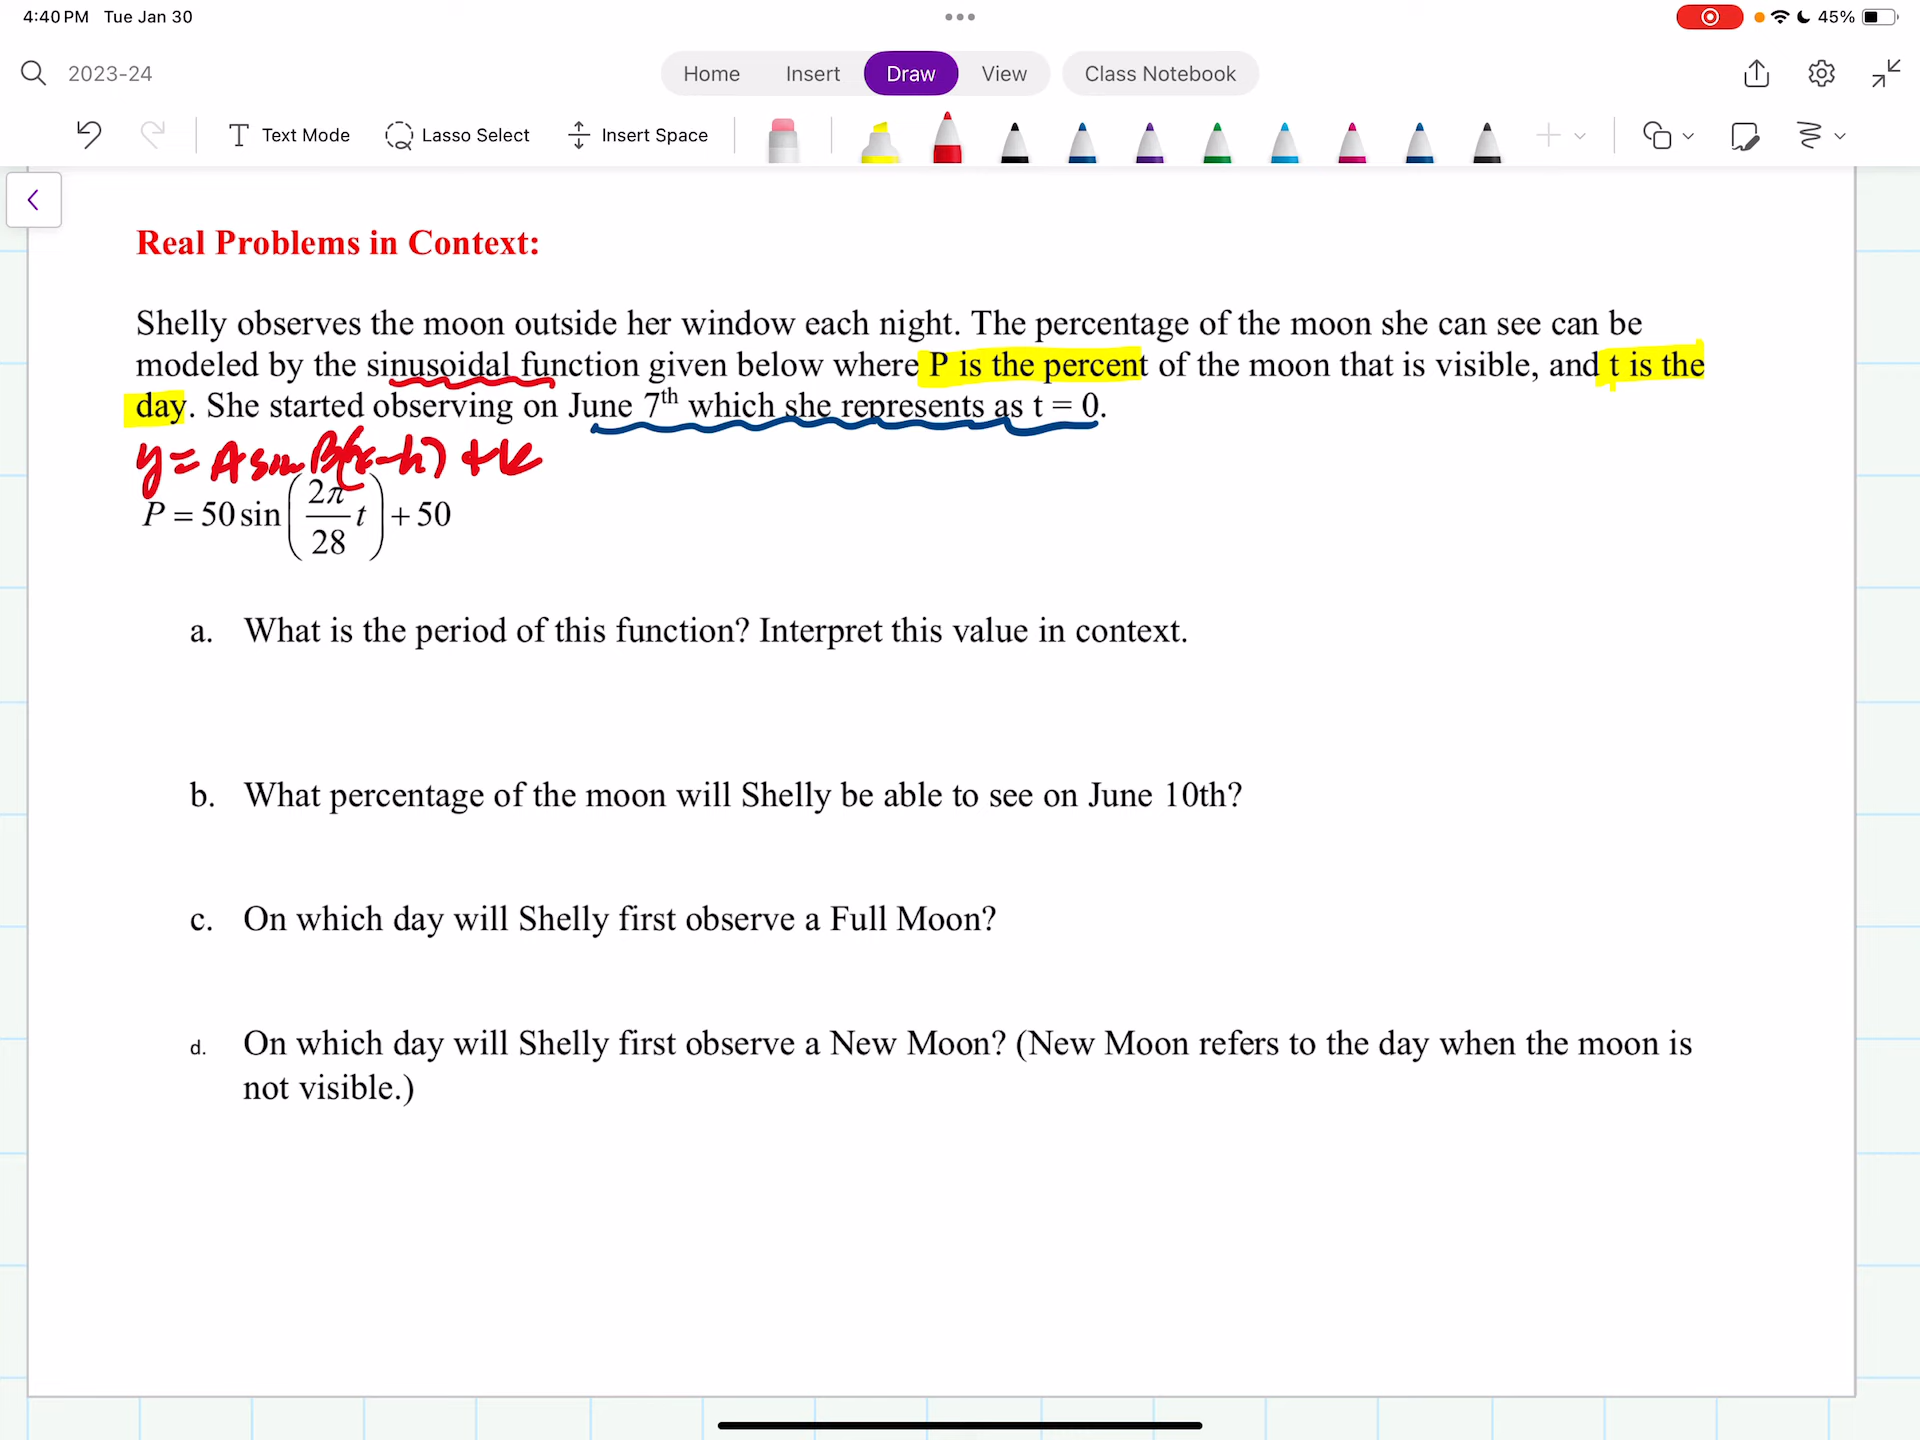 4:40 PM Tue Jan 30
45%
2023-24
Home Insert Draw View Class Notebook
Text Mode Lasso Select Insert Space
Real Problems in Context:
Shelly observes the moon outside her window each night. The percentage of the moon she can see can be
modeled by the sinusoidal function given below where P is the percent of the moon that is visible, and t is the
day. She started observing on June 7th which she represents as t = 0.
y = A sin B(x-h) + k
P = 50 sin(2π/28 t) + 50
a. What is the period of this function? Interpret this value in context.
b. What percentage of the moon will Shelly be able to see on June 10th?
c. On which day will Shelly first observe a Full Moon?
d. On which day will Shelly first observe a New Moon? (New Moon refers to the day when the moon is
not visible.)